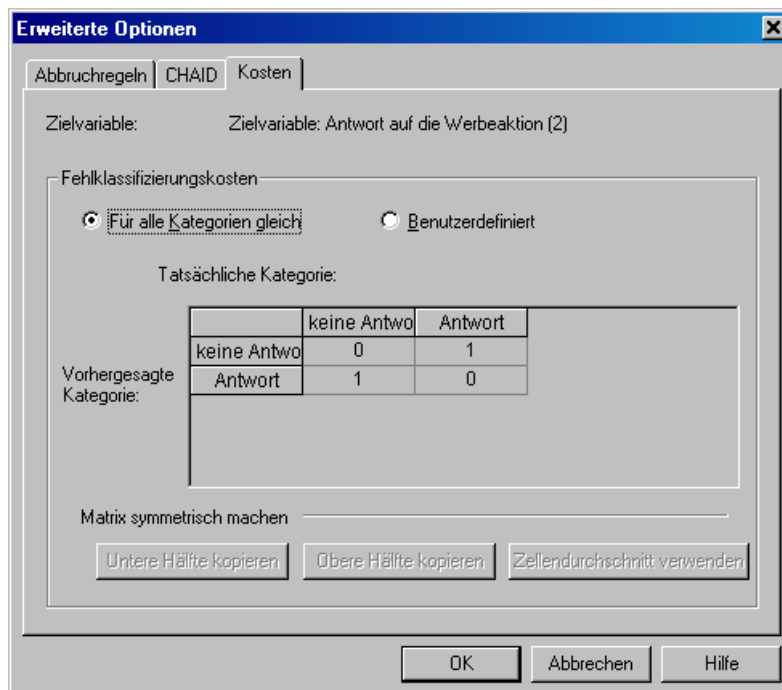 Erweiterte Optionen
Abbruchregeln CHAID Kosten
Zielvariable: Zielvariable: Antwort auf die Werbeaktion (2)
Fehlklassifizierungskosten
Für alle Kategorien gleich Benutzerdefiniert
Tatsächliche Kategorie:
keine Antwo Antwort
keine Antwo 0 1
Vorhergesagte
Kategorie:
Antwort 1 0
Matrix symmetrisch machen
Untere Hälfte kopieren Obere Hälfte kopieren Zellendurchschnitt verwenden
OK Abbrechen Hilfe